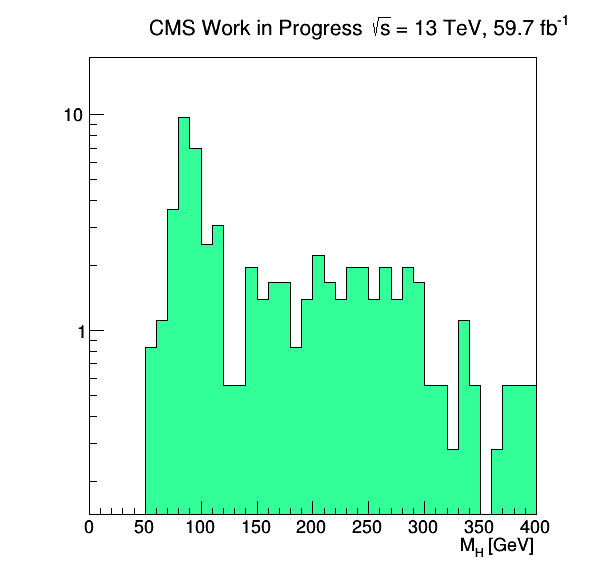 CMS Work in Progress √s = 13 TeV, 59.7 fb⁻¹
10
1
0 50 100 150 200 250 300 350 400
M_H [GeV]